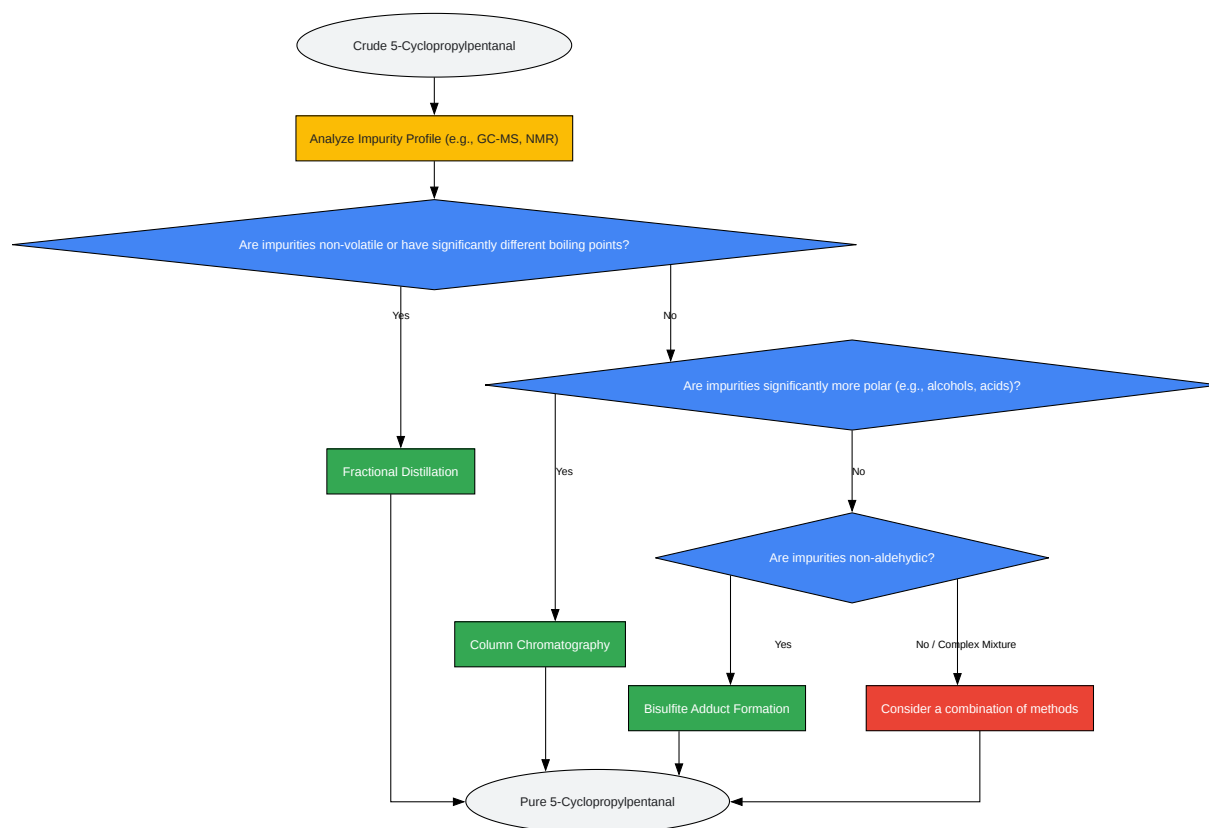 Crude 5-Cyclopropylpentanal
Analyze Impurity Profile (e.g., GC-MS, NMR)
Are impurities non-volatile or have significantly different boiling points?
Yes
No
Are impurities significantly more polar (e.g., alcohols, acids)?
Fractional Distillation
Yes
No
Are impurities non-aldehydic?
Column Chromatography
Yes
No / Complex Mixture
Bisulfite Adduct Formation
Consider a combination of methods
Pure 5-Cyclopropylpentanal